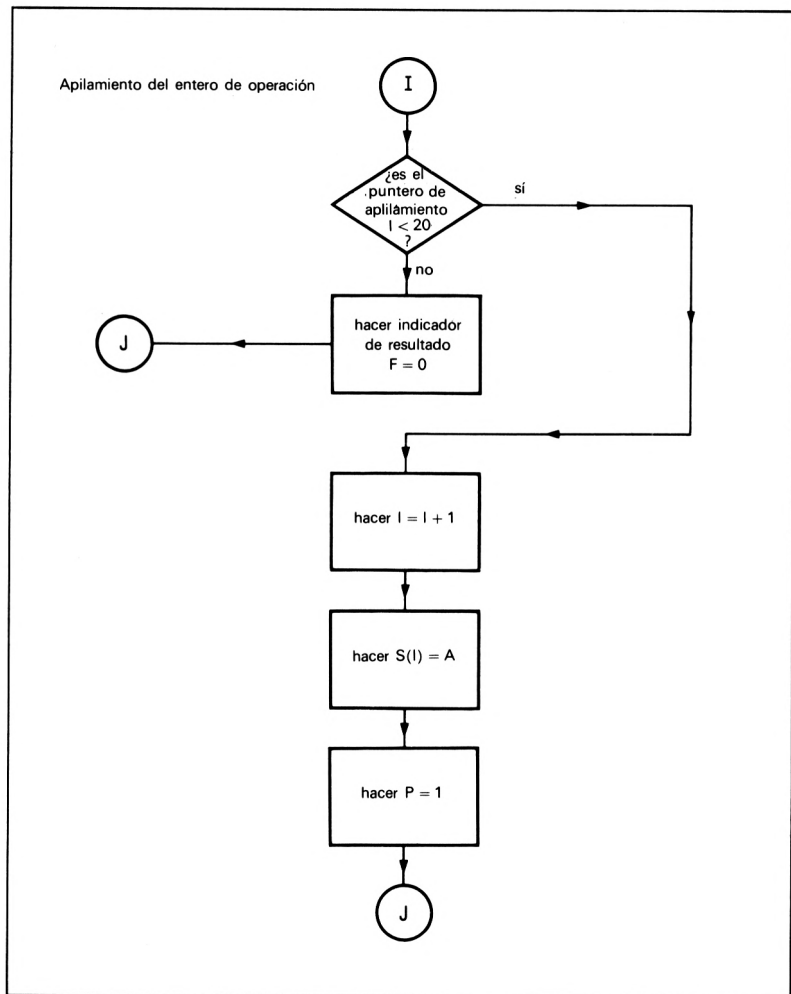 Apilamiento del entero de operación
I
¿es el
puntero de
aplilamiento
I < 20
?
sí
no
hacer indicador
de resultado
F = 0
J
hacer I = I + 1
hacer S(I) = A
hacer P = 1
J